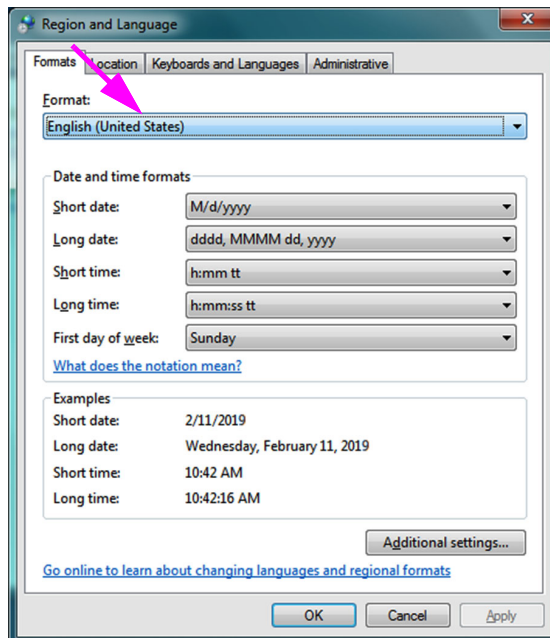 Region and Language
Formats Location Keyboards and Languages Administrative
Format:
English (United States)
Date and time formats
Short date: M/d/yyyy
Long date: dddd, MMMM dd, yyyy
Short time: h:mm tt
Long time: h:mm:ss tt
First day of week: Sunday
What does the notation mean?
Examples
Short date: 2/11/2019
Long date: Wednesday, February 11, 2019
Short time: 10:42 AM
Long time: 10:42:16 AM
Additional settings...
Go online to learn about changing languages and regional formats
OK Cancel Apply